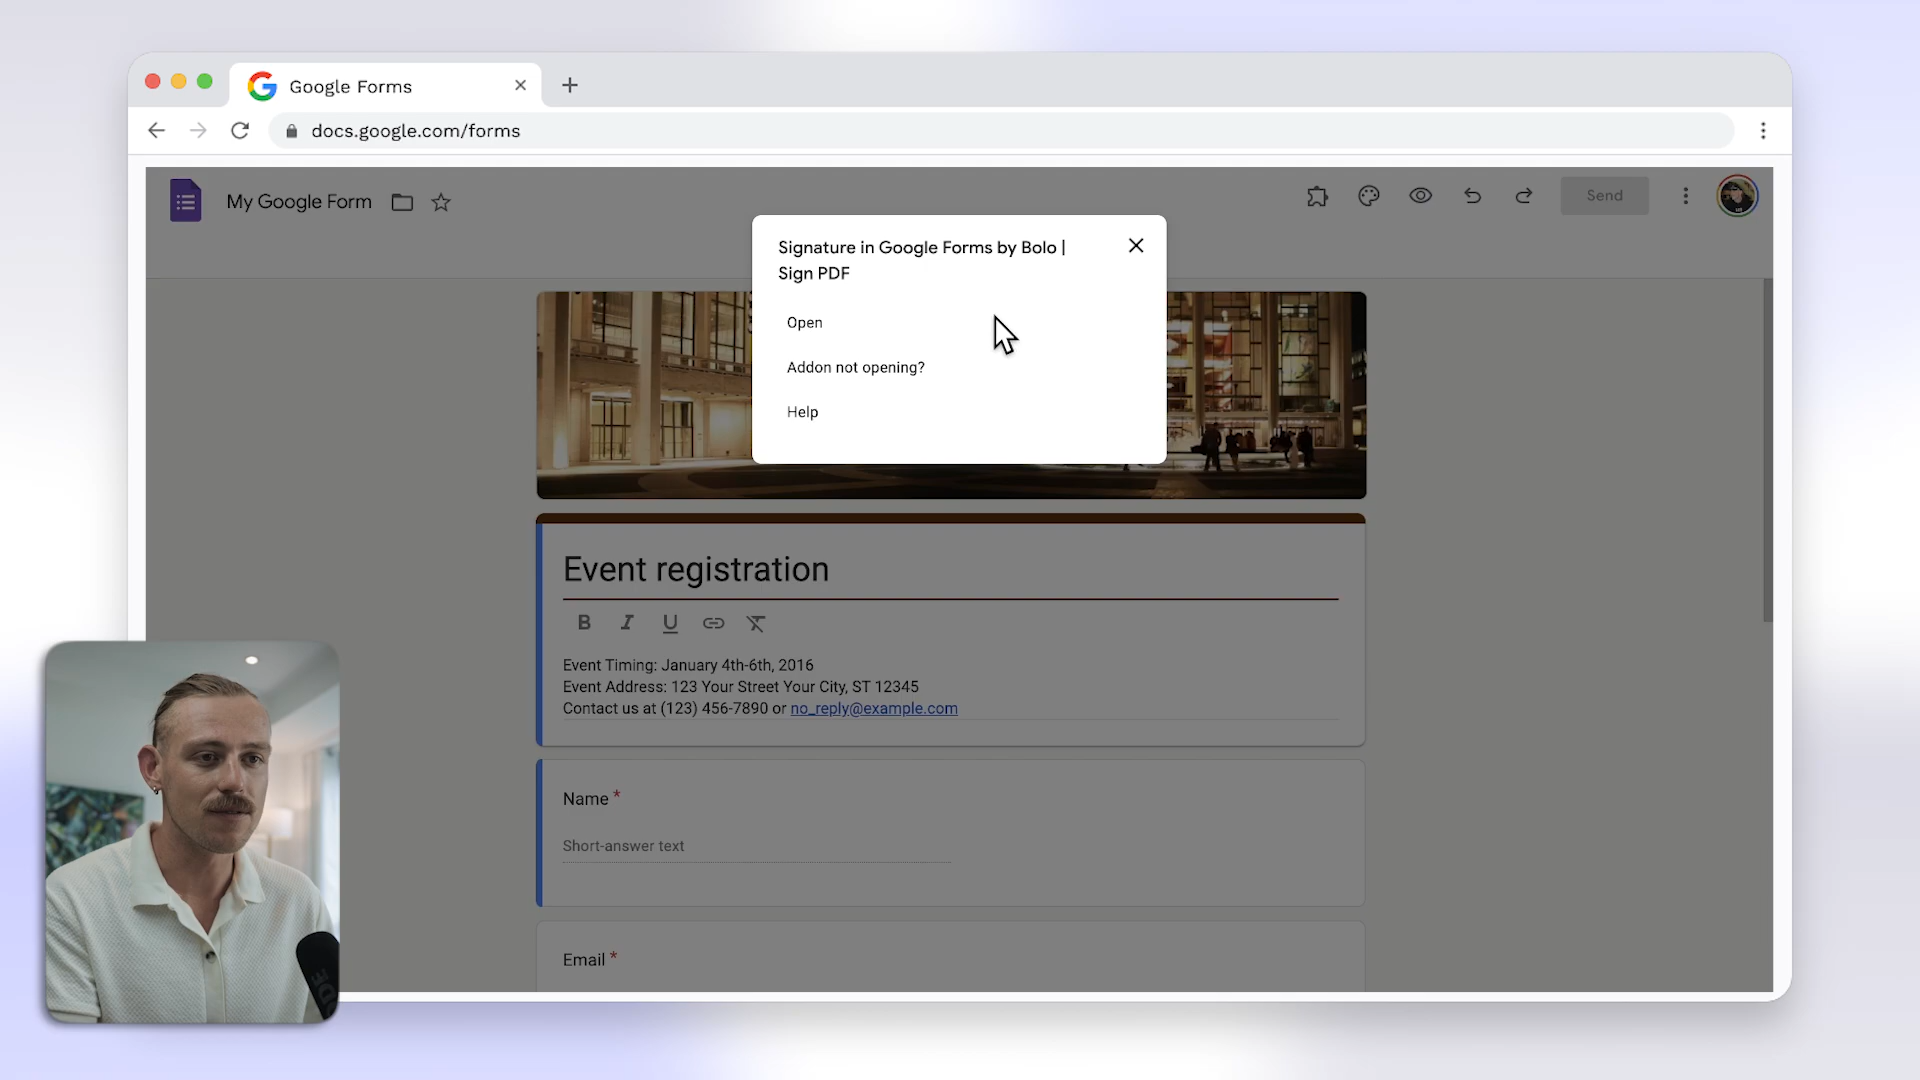 Google Forms
docs.google.com/forms
My Google Form
Send
Signature in Google Forms by Bolo |
Sign PDF
Open
Addon not opening?
Help
Event registration
B I U
Event Timing: January 4th-6th, 2016
Event Address: 123 Your Street Your City, ST 12345
Contact us at (123) 456-7890 or no_reply@example.com
Name *
Short-answer text
Email *